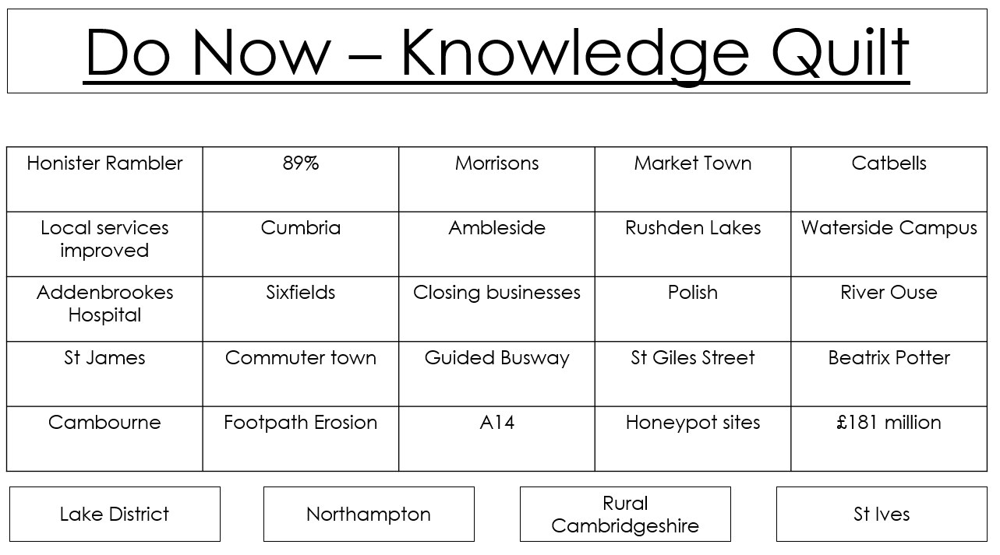 Do Now – Knowledge Quilt
Honister Rambler
89%
Morrisons
Market Town
Catbells
Local services
improved
Cumbria
Ambleside
Rushden Lakes
Waterside Campus
Addenbrookes
Hospital
Sixfields
Closing businesses
Polish
River Ouse
St James
Commuter town
Guided Busway
St Giles Street
Beatrix Potter
Cambourne
Footpath Erosion
A14
Honeypot sites
£181 million
Lake District
Northampton
Rural
Cambridgeshire
St Ives